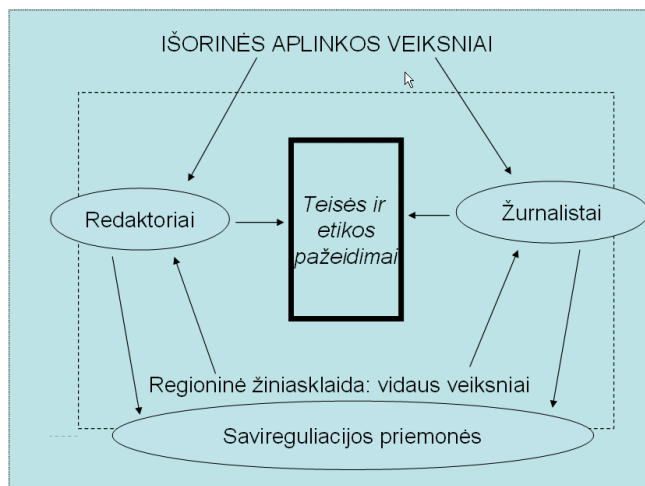 IŠORINĖS APLINKOS VEIKSNIAI
Redaktoriai
Teisės ir
etikos
pažeidimai
Žurnalistai
Regioninė žiniasklaida: vidaus veiksniai
Savireguliacijos priemonės